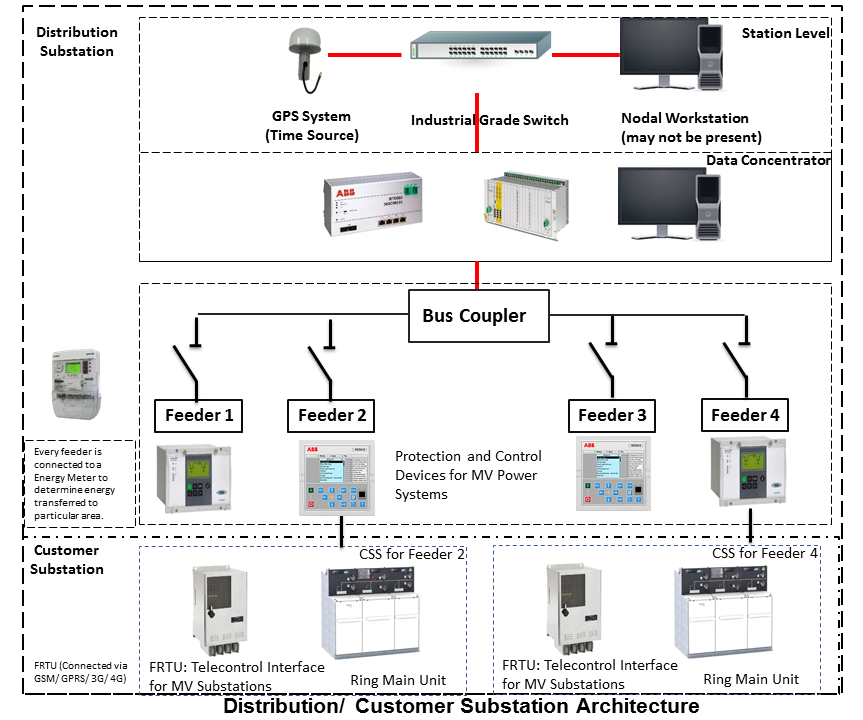 Distribution
Substation
Station Level
GPS System
(Time Source)
Industrial Grade Switch
Nodal Workstation
(may not be present)
Data Concentrator
ABB
Bus Coupler
Feeder 1
Feeder 2
Feeder 3
Feeder 4
ABB
ABB
Protection and Control
Devices for MV Power
Systems
Every feeder is
connected to a
Energy Meter to
determine energy
transferred to
particular area.
Customer
Substation
CSS for Feeder 2
CSS for Feeder 4
FRTU: Telecontrol Interface
for MV Substations
Ring Main Unit
FRTU: Telecontrol Interface
for MV Substations
Ring Main Unit
FRTU (Connected via
GSM/ GPRS/ 3G/ 4G)
Distribution/ Customer Substation Architecture